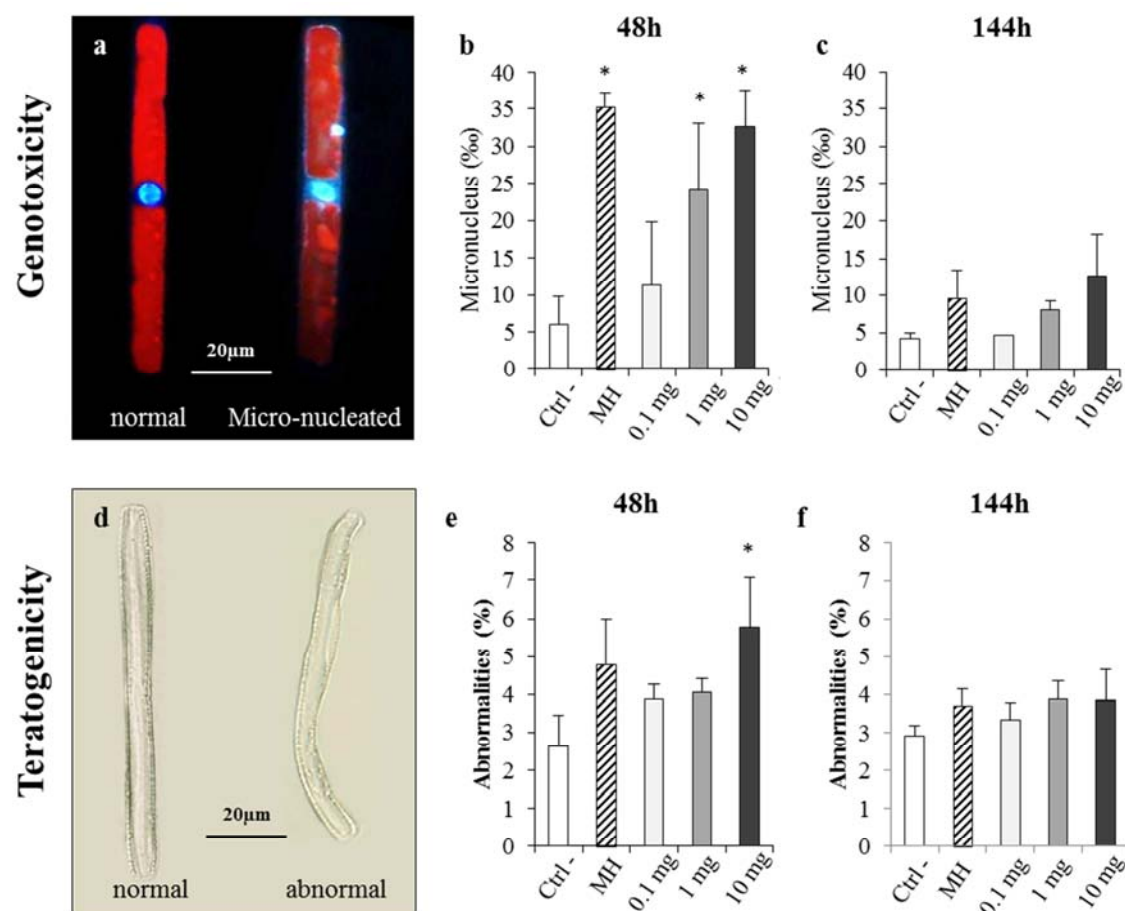 Genotoxicity
a
20µm
normal Micro-nucleated
b 48h
Micronucleus (‰)
40
35
30
25
20
15
10
5
0
* * *
Ctrl - MH 0.1 mg 1 mg 10 mg
c 144h
Micronucleus (‰)
40
35
30
25
20
15
10
5
0
Ctrl - MH 0.1 mg 1 mg 10 mg
Teratogenicity
d
20µm
normal abnormal
e 48h
Abnormalities (%)
8
7
6
5
4
3
2
1
0
*
Ctrl - MH 0.1 mg 1 mg 10 mg
f 144h
Abnormalities (%)
8
7
6
5
4
3
2
1
0
Ctrl - MH 0.1 mg 1 mg 10 mg